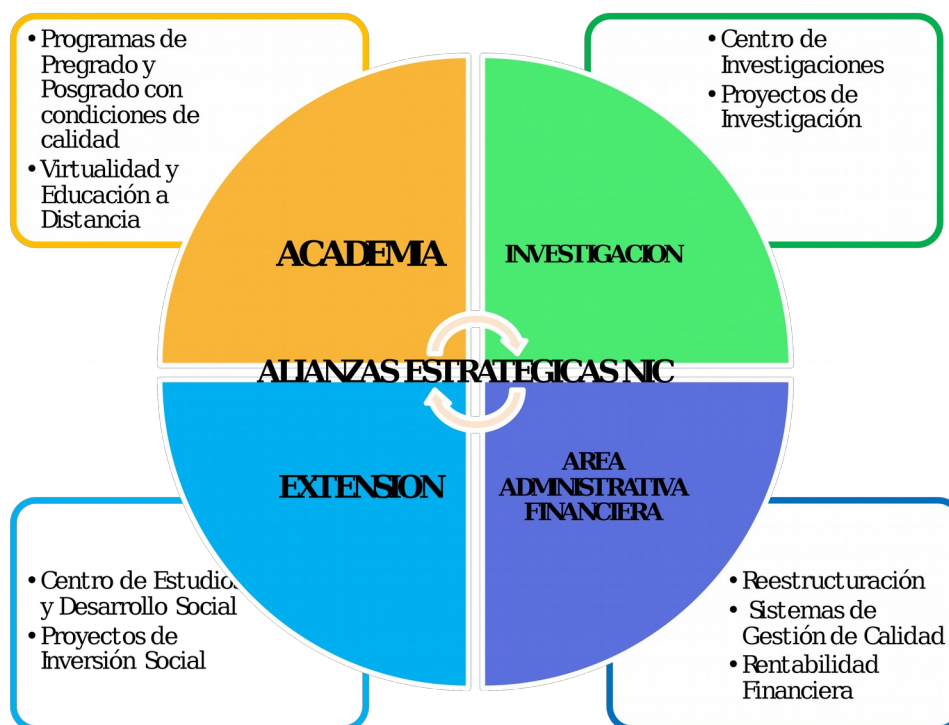 • Programas de
Pregrado y
Posgrado con
condiciones de
calidad
• Virtualidad y
Educación a
Distancia
• Centro de
Investigaciones
• Proyectos de
Investigación
ACADEMIA
INVESTIGACION
ALIANZAS ESTRATEGICAS NIC
EXTENSION
AREA
ADMINISTRATIVA
FINANCIERA
• Centro de Estudios
y Desarrollo Social
• Proyectos de
Inversión Social
• Reestructuración
• Sistemas de
Gestión de Calidad
• Rentabilidad
Financiera